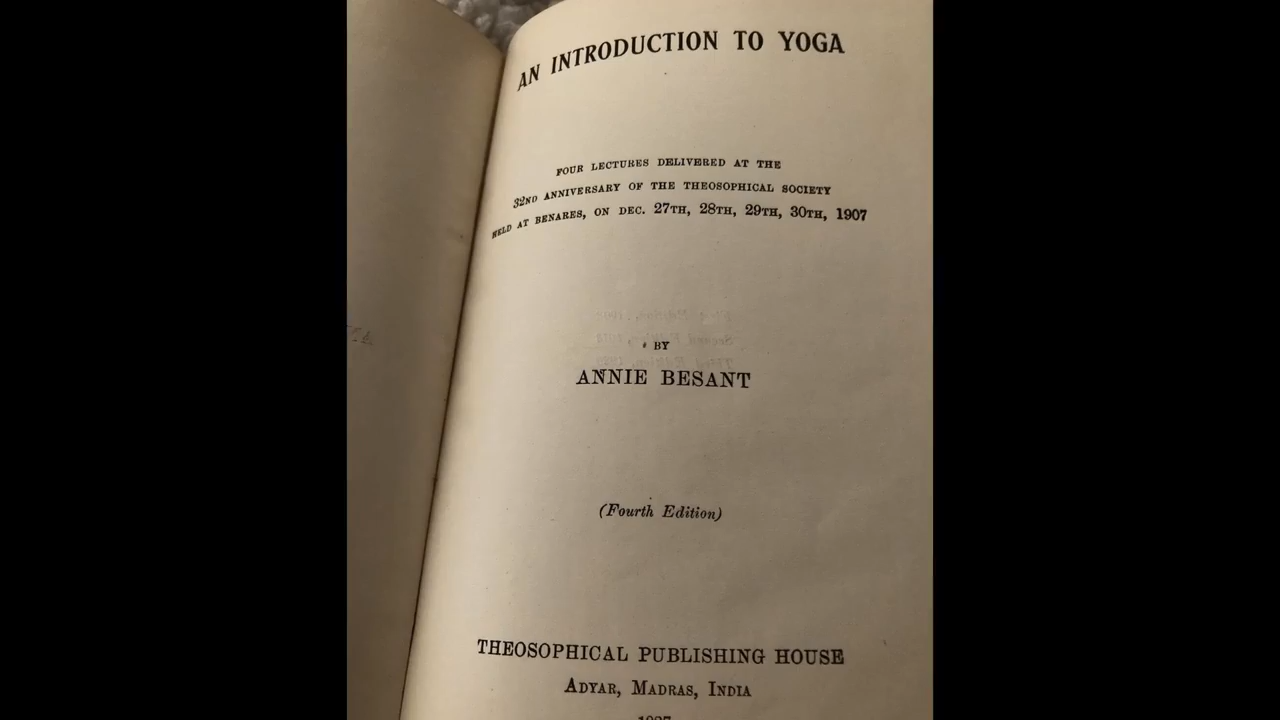 AN INTRODUCTION TO YOGA
FOUR LECTURES DELIVERED AT THE
32ND ANNIVERSARY OF THE THEOSOPHICAL SOCIETY
HELD AT BENARES, ON DEC. 27TH, 28TH, 29TH, 30TH, 1907
BY
ANNIE BESANT
(Fourth Edition)
THEOSOPHICAL PUBLISHING HOUSE
ADYAR, MADRAS, INDIA